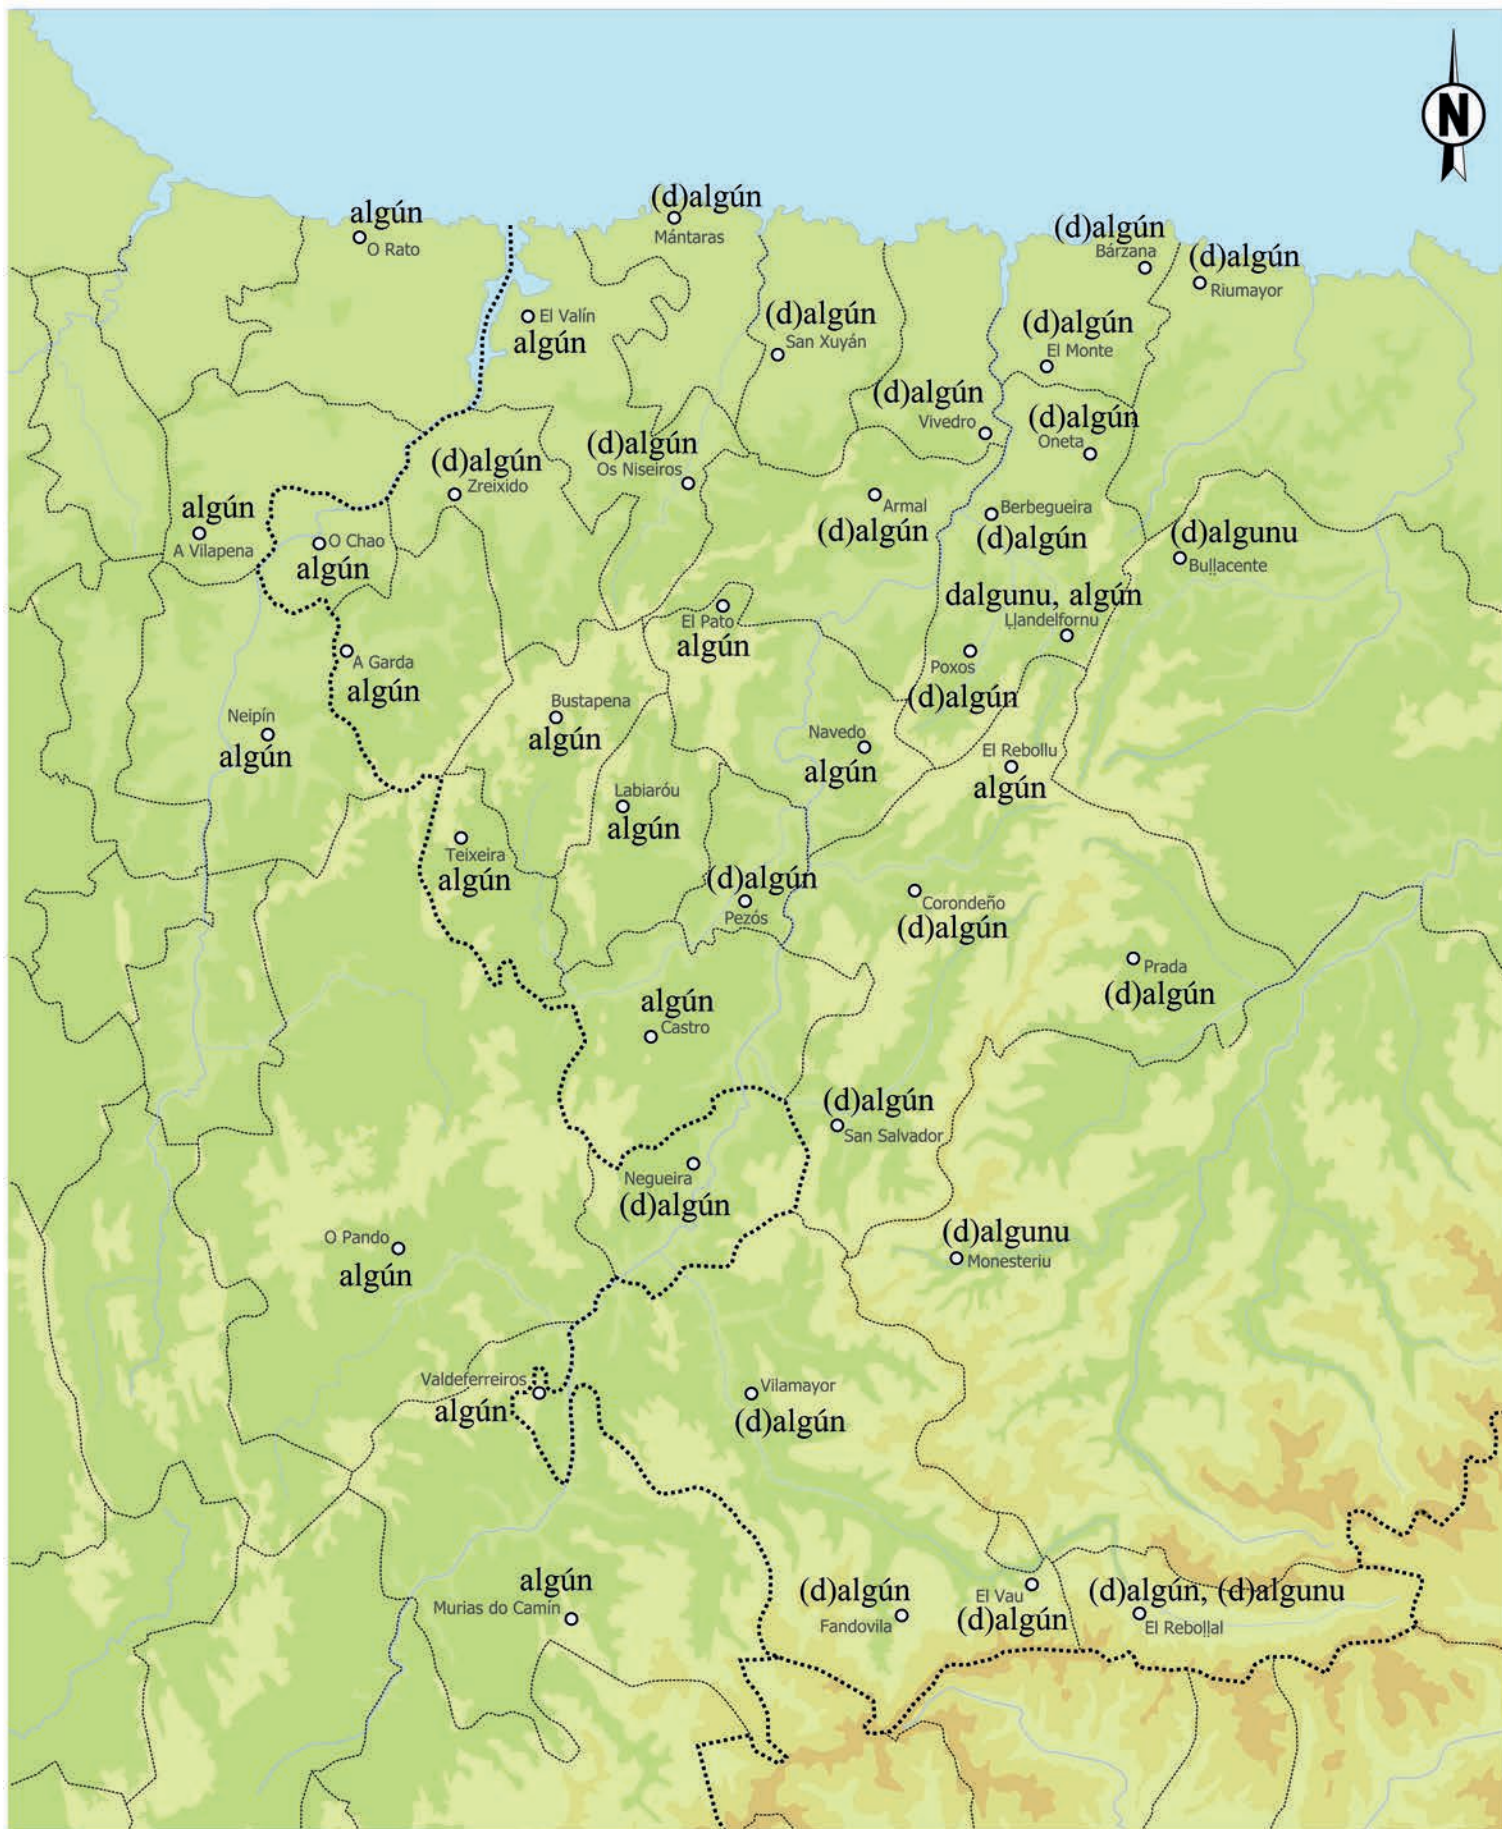 N
(d)algún
Mántaras
algún
O Rato
(d)algún
Bárzana
(d)algún
Riumayor
El Valín
algún
(d)algún
San Xuyán
(d)algún
El Monte
(d)algún
Vivedro
(d)algún
Oneta
(d)algún
Zreixido
(d)algún
Os Niseiros
Armal
(d)algún
Berbegueira
(d)algún
algún
A Vilapena
O Chao
algún
(d)algunu
Buḷḷacente
dalgunu, algún
Ḷḷandelfornu
El Pato
algún
Poxos
(d)algún
A Garda
algún
Neipín
algún
Bustapena
algún
Navedo
algún
El Rebollu
algún
Labiaróu
algún
Teixeira
algún
(d)algún
Pezós
Corondeño
(d)algún
Prada
(d)algún
algún
Castro
(d)algún
San Salvador
Negueira
(d)algún
O Pando
algún
(d)algunu
Monesteriu
Valdeferreiros
algún
Vilamayor
(d)algún
algún
Murias do Camin
(d)algún
Fandovila
El Vau
(d)algún
(d)algún, (d)algunu
El Reboḷḷal